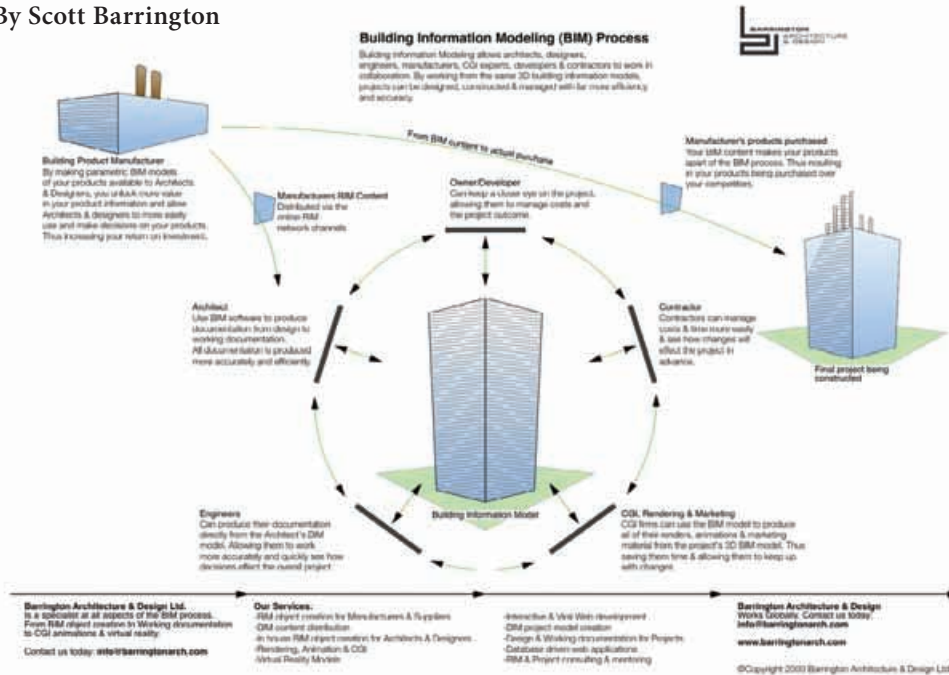 By Scott Barrington
BARRINGTON
ARCHITECTURE
& DESIGN
Building Information Modeling (BIM) Process
Building Information Modeling allows architects, designers,
engineers, manufacturers, CGI experts, developers & contractors to work in
collaboration. By working from the same 3D building information models,
projects can be designed, constructed & managed with far more efficiency
and accuracy.
From BIM content to actual purchase
Building Product Manufacturer
By making parametric BIM models
of your products available to Architects
& Designers, you unlock more value
in your product information and allow
Architects & designers to more easily
use and make decisions on your products.
Thus increasing your return on investment.
Manufacturers BIM Content
Distributed via the
online BIM
network channels
Owner/Developer
Can keep a closer eye on the project,
allowing them to manage costs and
the project outcome.
Manufacturer's products purchased
Your BIM content makes your products
apart of the BIM process. Thus resulting
in your products being purchased over
your competitors.
Architect
Use BIM software to produce
documentation from design to
working documentation.
All documentation is produced
more accurately and efficiently.
Contractor
Contractors can manage
costs & time more easily
& see how changes will
effect the project in
advance.
Final project being
constructed
Engineers
Can produce their documentation
directly from the Architect's BIM
model. Allowing them to work
more accurately and quickly see how
decisions effect the overall project
Building Information Model
CGI, Rendering & Marketing
CGI firms can use the BIM model to produce
all of their renders, animations & marketing
material from the project's 3D BIM model. Thus
saving them time & allowing them to keep up
with changes.
Barrington Architecture & Design Ltd.
Is a specialist at all aspects of the BIM process.
From BIM object creation to Working documentation
to CGI animations & virtual reality.
Contact us today: info@barringtonarch.com
Our Services:
-BIM object creation for Manufacturers & Suppliers
-BIM content distribution
-In house BIM object creation for Architects & Designers
-Rendering, Animation & CGI
-Virtual Reality Models
-Interactive & Web development
-BIM project model creation
-Design & Working documentation for Projects
-Database driven web applications
-BIM & Project consulting & mentoring
Barrington Architecture & Design
Works Globally. Contact us today:
info@barringtonarch.com
www.barringtonarch.com
©Copyright Barrington Architecture & Design Ltd